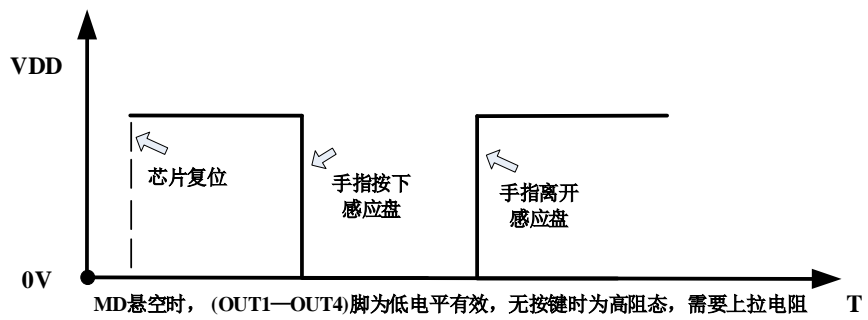 VDD
芯片复位
手指按下
感应盘
手指离开
感应盘
0V
MD悬空时，(OUT1—OUT4)脚为低电平有效，无按键时为高阻态，需要上拉电阻
T